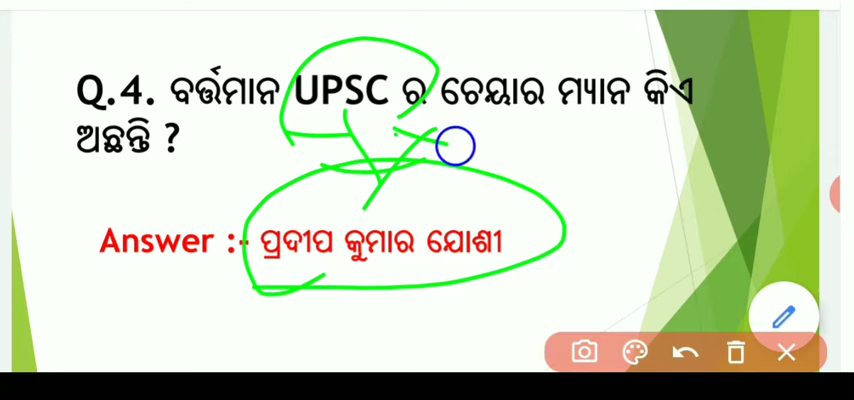 Q.4. ବର୍ତ୍ତମାନ UPSC ର ଚେୟାର ମ୍ୟାନ କିଏ
ଅଛନ୍ତି ?
Answer :- ପ୍ରଦୀପ କୁମାର ଯୋଶୀ